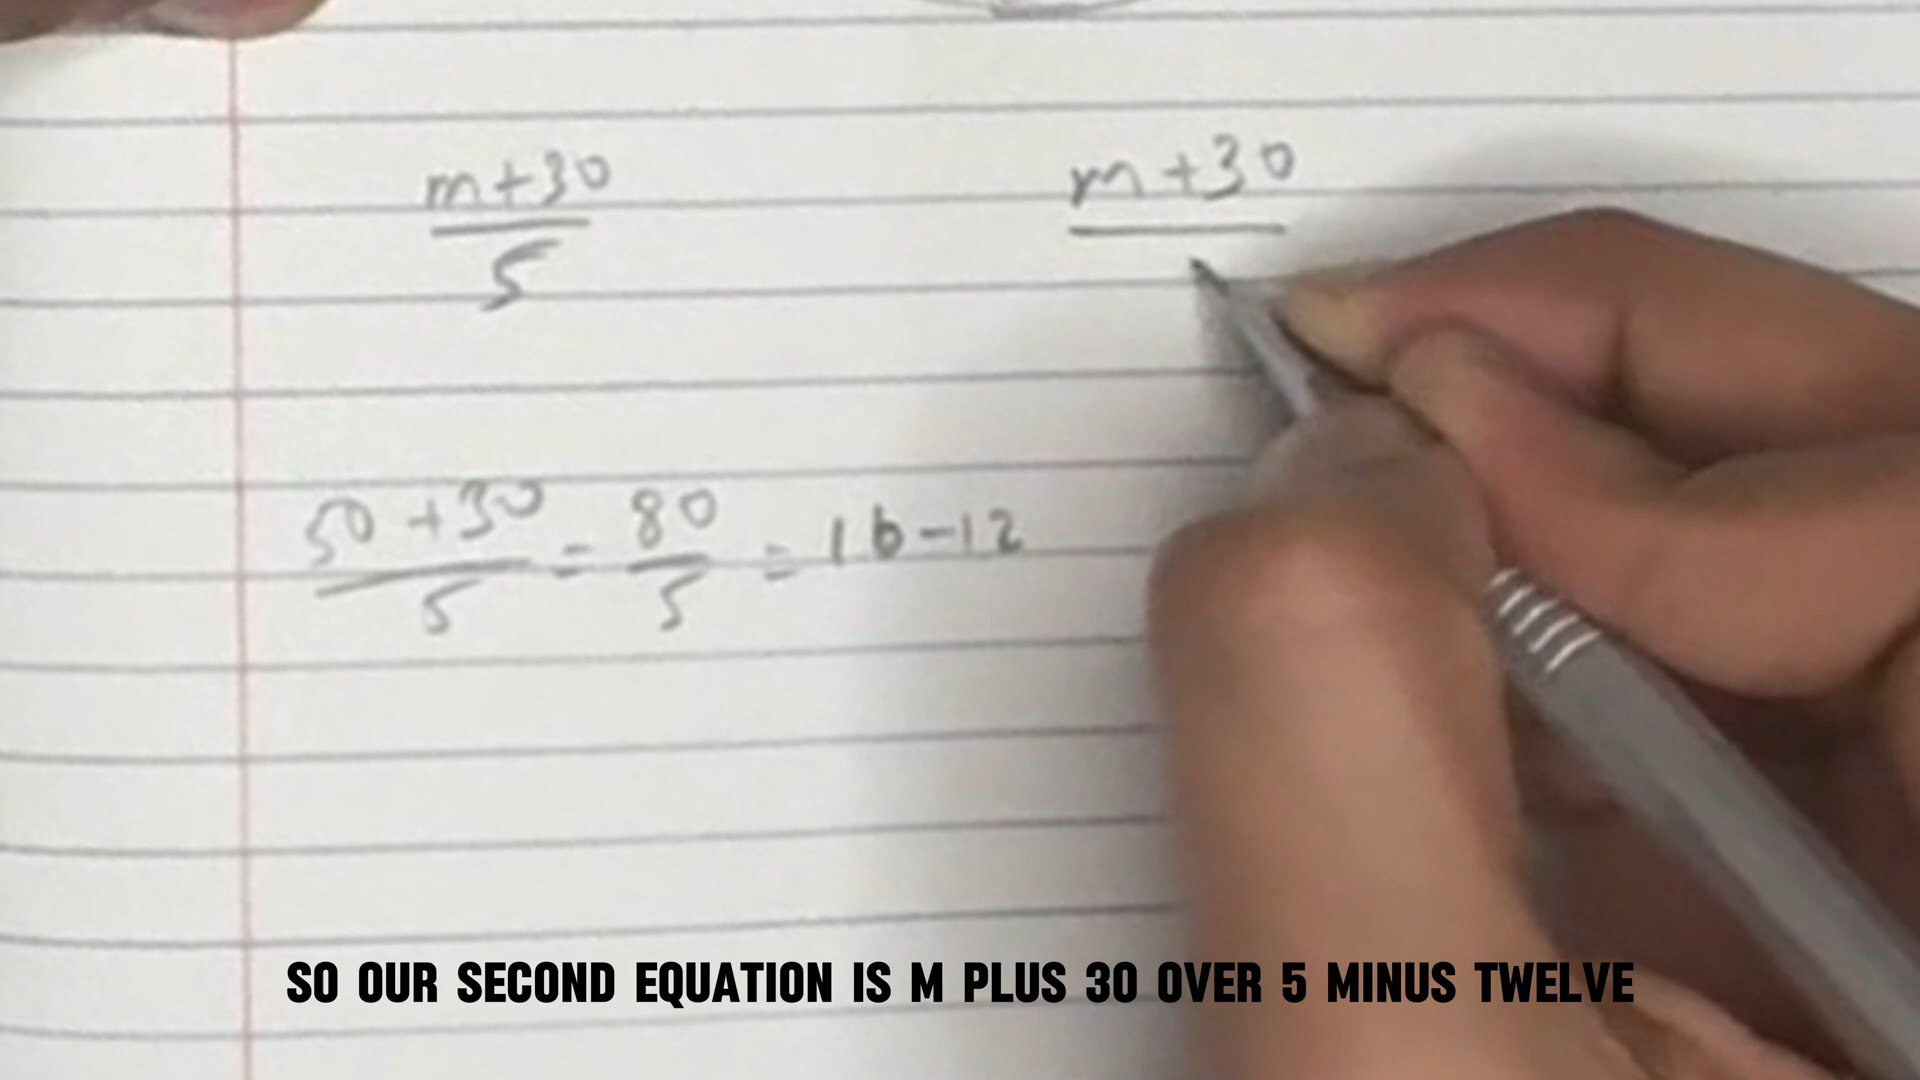 m+30 m+30
5
50+30 = 80 = 16-12
5 5
SO OUR SECOND EQUATION IS M PLUS 30 OVER 5 MINUS TWELVE